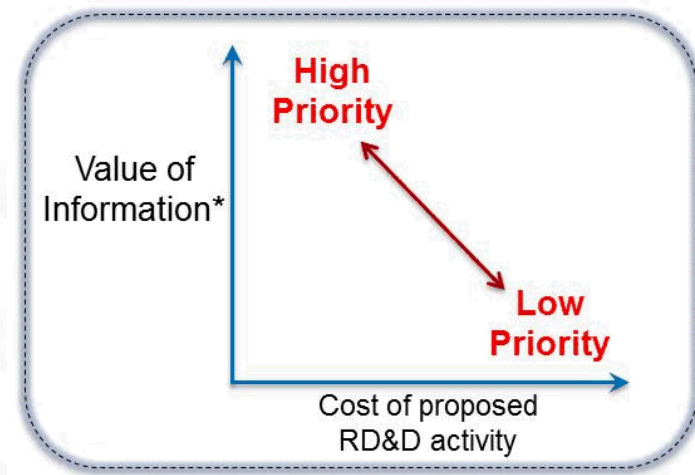 High
Priority
Value of
Information*
Low
Priority
Cost of proposed
RD&D activity